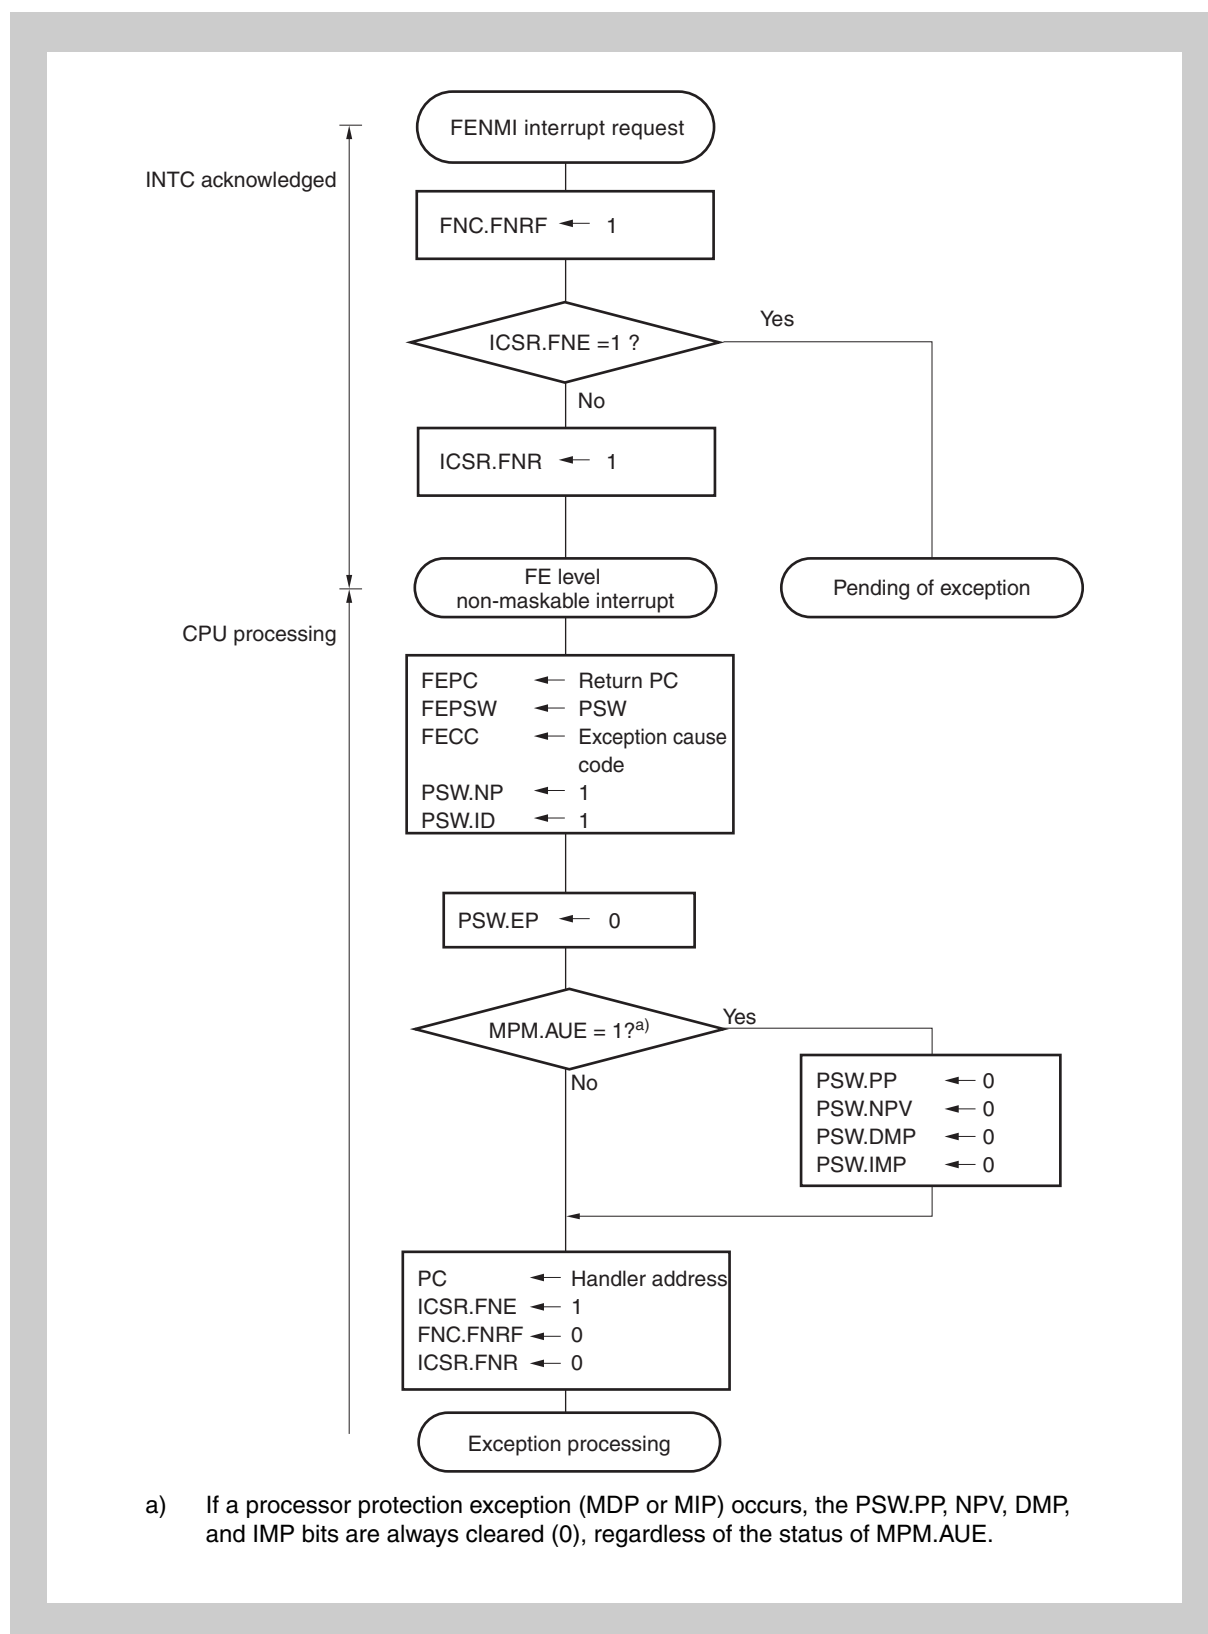 FENMI interrupt request
INTC acknowledged
FNC.FNRF ← 1
Yes
ICSR.FNE =1 ?
No
ICSR.FNR ← 1
FE level
non-maskable interrupt
Pending of exception
CPU processing
FEPC ← Return PC
FEPSW ← PSW
FECC ← Exception cause
code
PSW.NP ← 1
PSW.ID ← 1
PSW.EP ← 0
MPM.AUE = 1?a)
Yes
No
PSW.PP ← 0
PSW.NPV ← 0
PSW.DMP ← 0
PSW.IMP ← 0
PC ← Handler address
ICSR.FNE ← 1
FNC.FNRF ← 0
ICSR.FNR ← 0
Exception processing
a) If a processor protection exception (MDP or MIP) occurs, the PSW.PP, NPV, DMP,
and IMP bits are always cleared (0), regardless of the status of MPM.AUE.